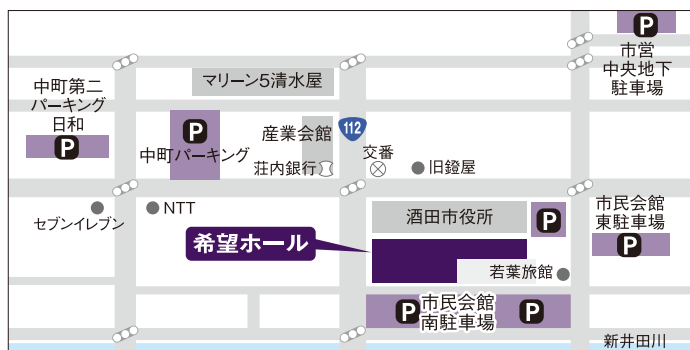 P
市営
中央地下
駐車場
マリーン5清水屋
中町第二
パーキング
日和
P
P
中町パーキング
産業会館
112
荘内銀行
交番
旧鐙屋
セブンイレブン
NTT
酒田市役所
P
市民会館
東駐車場
P
希望ホール
若葉旅館
P
市民会館
南駐車場
P
新井田川